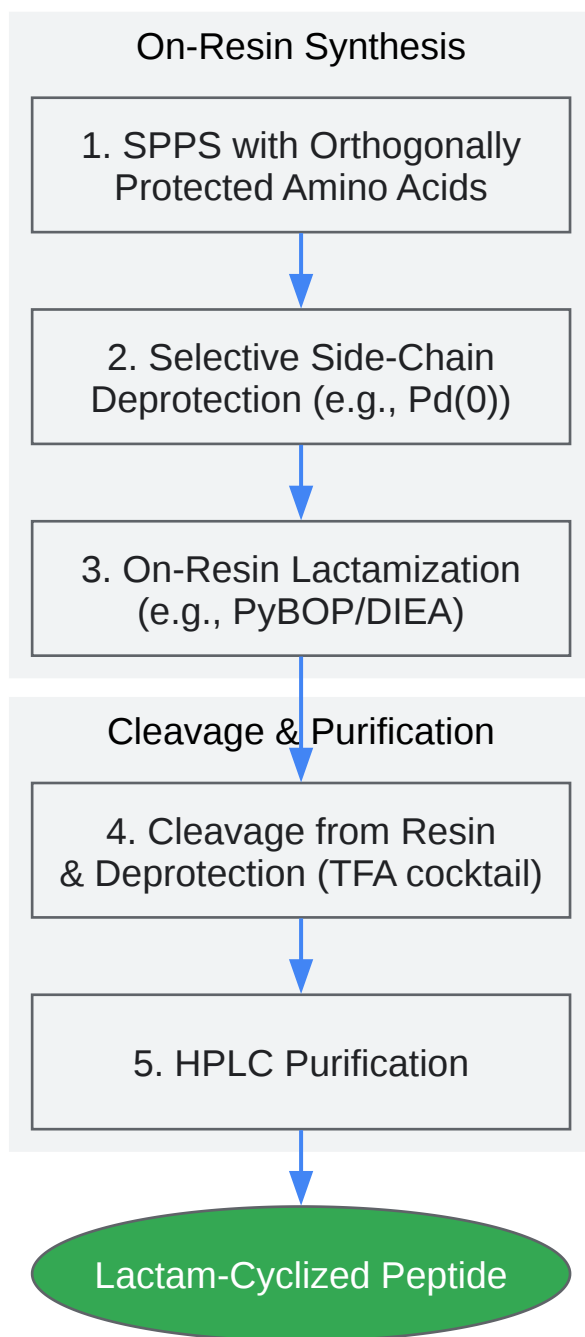 On-Resin Synthesis
1. SPPS with Orthogonally
Protected Amino Acids
2. Selective Side-Chain
Deprotection (e.g., Pd(0))
3. On-Resin Lactamization
(e.g., PyBOP/DIEA)
Cleavage & Purification
4. Cleavage from Resin
& Deprotection (TFA cocktail)
5. HPLC Purification
Lactam-Cyclized Peptide